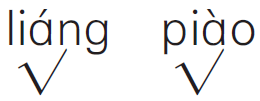 liáng piào
√ √